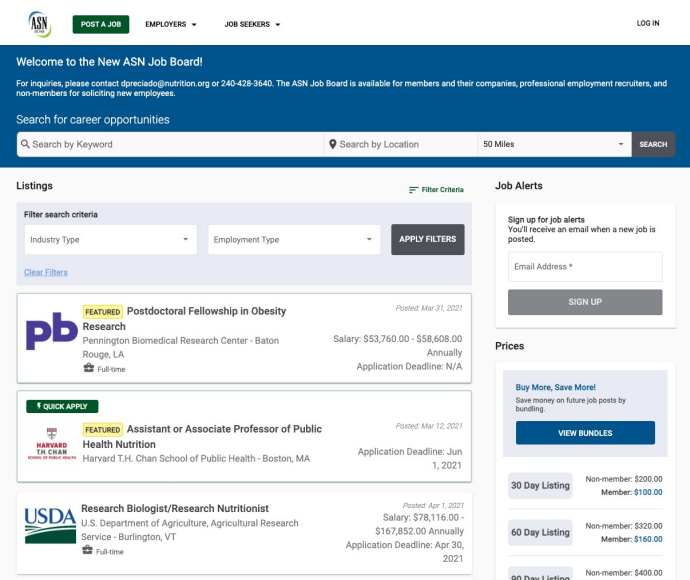 ASN
POST A JOB
EMPLOYERS
JOB SEEKERS
LOG IN
Welcome to the New ASN Job Board!
For inquiries, please contact dpreciado@nutrition.org or 240-428-3640. The ASN Job Board is available for members and their companies, professional employment recruiters, and
non-members for soliciting new employees.
Search for career opportunities
Search by Keyword
Search by Location
50 Miles
SEARCH
Listings
Filter Criteria
Filter search criteria
Industry Type
Employment Type
APPLY FILTERS
Clear Filters
pb
FEATURED Postdoctoral Fellowship in Obesity
Research
Pennington Biomedical Research Center - Baton
Rouge, LA
Full-time
Posted: Mar 31, 2021
Salary: $53,760.00 - $58,608.00
Annually
Application Deadline: N/A
QUICK APPLY
HARVARD
T.H. CHAN
SCHOOL OF PUBLIC HEALTH
FEATURED Assistant or Associate Professor of Public
Health Nutrition
Harvard T.H. Chan School of Public Health - Boston, MA
Posted: Mar 12, 2021
Application Deadline: Jun
1, 2021
USDA
Research Biologist/Research Nutritionist
U.S. Department of Agriculture, Agricultural Research
Service - Burlington, VT
Full-time
Posted: Apr 1, 2021
Salary: $78,116.00 -
$167,852.00 Annually
Application Deadline: Apr 30,
2021
Job Alerts
Sign up for job alerts
You'll receive an email when a new job is
posted.
Email Address *
SIGN UP
Prices
Buy More, Save More!
Save money on future job posts by
bundling.
VIEW BUNDLES
30 Day Listing
Non-member: $200.00
Member: $100.00
60 Day Listing
Non-member: $320.00
Member: $160.00
90 Day Listing
Non-member: $400.00